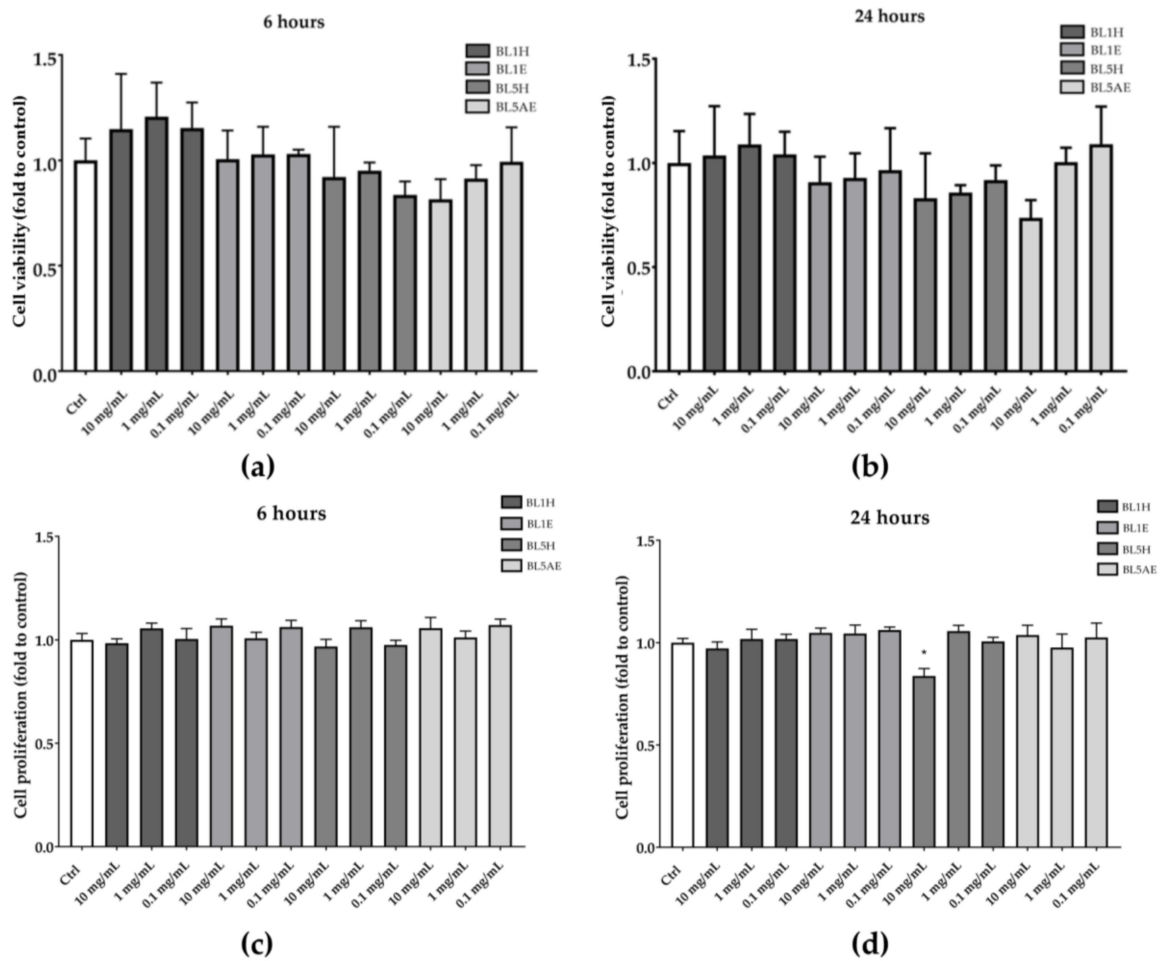 6 hours
BL1H
BL1E
BL5H
BL5AE
Cell viability (fold to control)
1.5
1.0
0.5
0.0
Ctrl
10 mg/mL
1 mg/mL
0.1 mg/mL
10 mg/mL
1 mg/mL
0.1 mg/mL
10 mg/mL
1 mg/mL
0.1 mg/mL
10 mg/mL
1 mg/mL
0.1 mg/mL
(a)
24 hours
BL1H
BL1E
BL5H
BL5AE
Cell viability (fold to control)
1.5
1.0
0.5
0.0
Ctrl
10 mg/mL
1 mg/mL
0.1 mg/mL
10 mg/mL
1 mg/mL
0.1 mg/mL
10 mg/mL
1 mg/mL
0.1 mg/mL
10 mg/mL
1 mg/mL
0.1 mg/mL
(b)
6 hours
BL1H
BL1E
BL5H
BL5AE
Cell proliferation (fold to control)
1.5
1.0
0.5
0.0
Ctrl
10 mg/mL
1 mg/mL
0.1 mg/mL
10 mg/mL
1 mg/mL
0.1 mg/mL
10 mg/mL
1 mg/mL
0.1 mg/mL
10 mg/mL
1 mg/mL
0.1 mg/mL
(c)
24 hours
BL1H
BL1E
BL5H
BL5AE
Cell proliferation (fold to control)
1.5
1.0
0.5
0.0
*
Ctrl
10 mg/mL
1 mg/mL
0.1 mg/mL
10 mg/mL
1 mg/mL
0.1 mg/mL
10 mg/mL
1 mg/mL
0.1 mg/mL
10 mg/mL
1 mg/mL
0.1 mg/mL
(d)